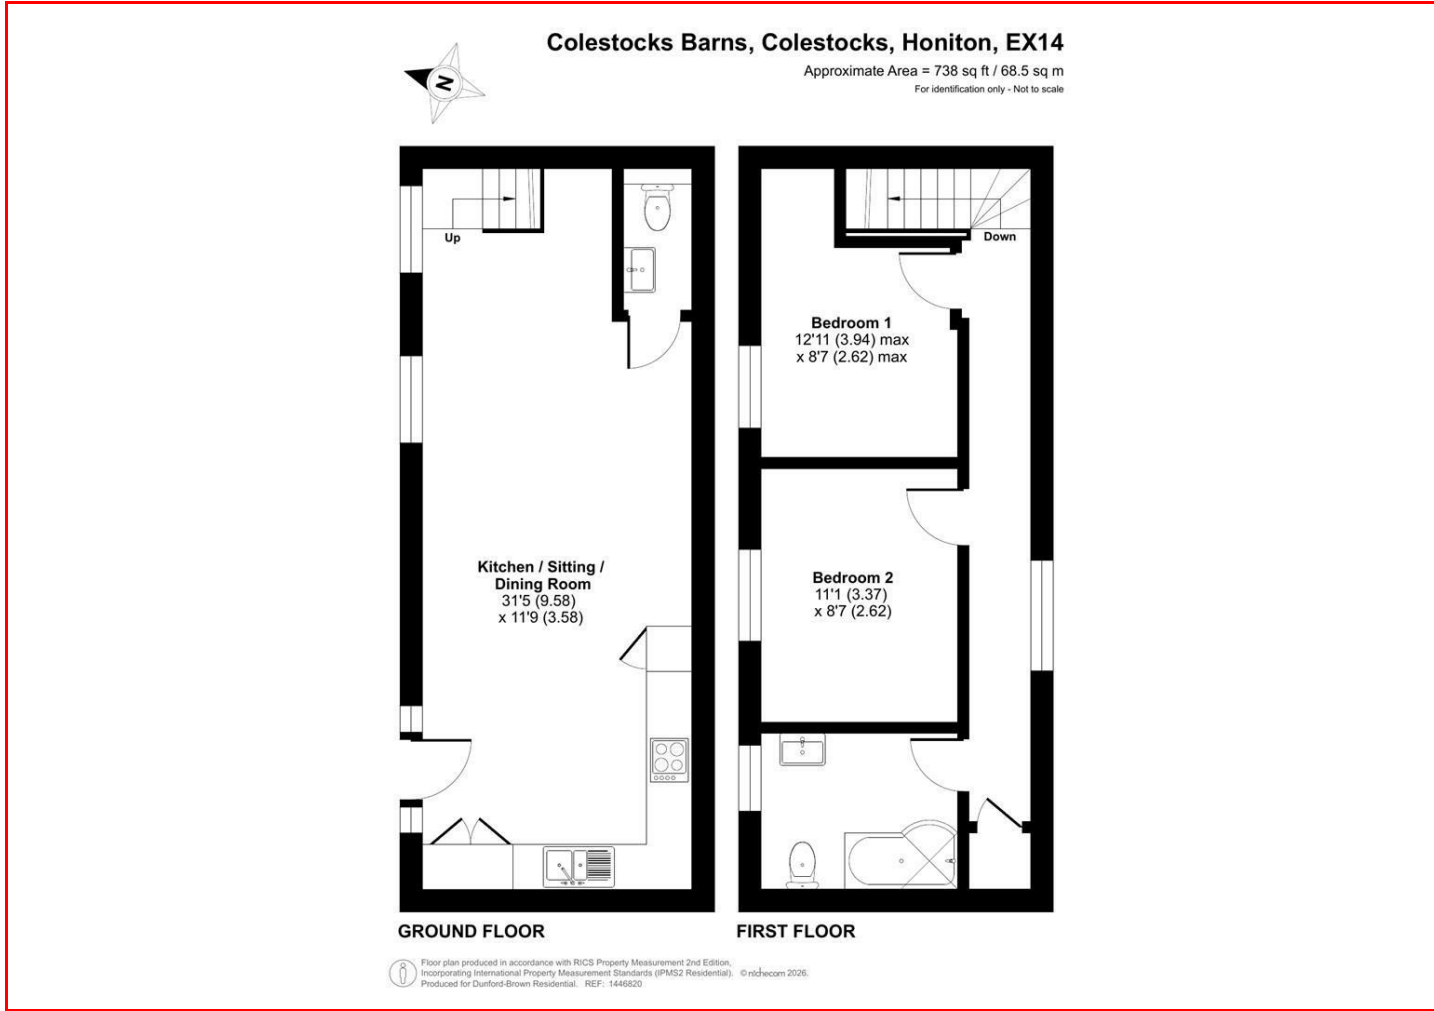 Colestocks Barns, Colestocks, Honiton, EX14
Approximate Area = 738 sq ft / 68.5 sq m
For identification only - Not to scale
N
Up
Kitchen / Sitting /
Dining Room
31'5 (9.58)
x 11'9 (3.58)
GROUND FLOOR
Down
Bedroom 1
12'11 (3.94) max
x 8'7 (2.62) max
Bedroom 2
11'1 (3.37)
x 8'7 (2.62)
FIRST FLOOR
Floor plan produced in accordance with RICS Property Measurement 2nd Edition,
Incorporating International Property Measurement Standards (IPMS2 Residential). © nichecom 2026.
Produced for Dunford-Brown Residential. REF: 1446820